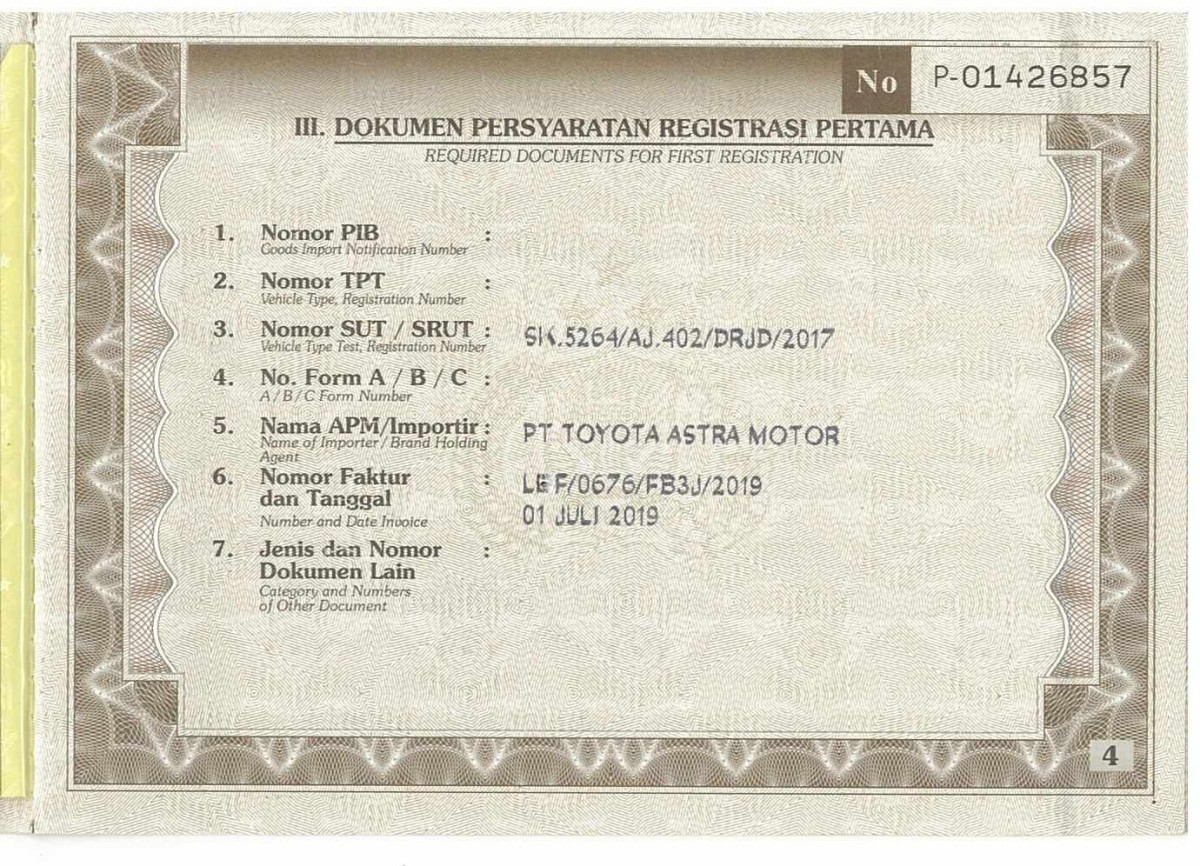 No P-01426857
III. DOKUMEN PERSYARATAN REGISTRASI PERTAMA
REQUIRED DOCUMENTS FOR FIRST REGISTRATION
1. Nomor PIB :
Goods Import Notification Number
2. Nomor TPT :
Vehicle Type, Registration Number
3. Nomor SUT / SRUT : SK.5264/AJ.402/DRJD/2017
Vehicle Type Test, Registration Number
4. No. Form A / B / C :
A / B / C Form Number
5. Nama APM/Importir : PT TOYOTA ASTRA MOTOR
Name of Importer / Brand Holding
Agent
6. Nomor Faktur : LEF/0676/FB3J/2019
dan Tanggal 01 JULI 2019
Number and Date Invoice
7. Jenis dan Nomor :
Dokumen Lain
Category and Numbers
of Other Document
4